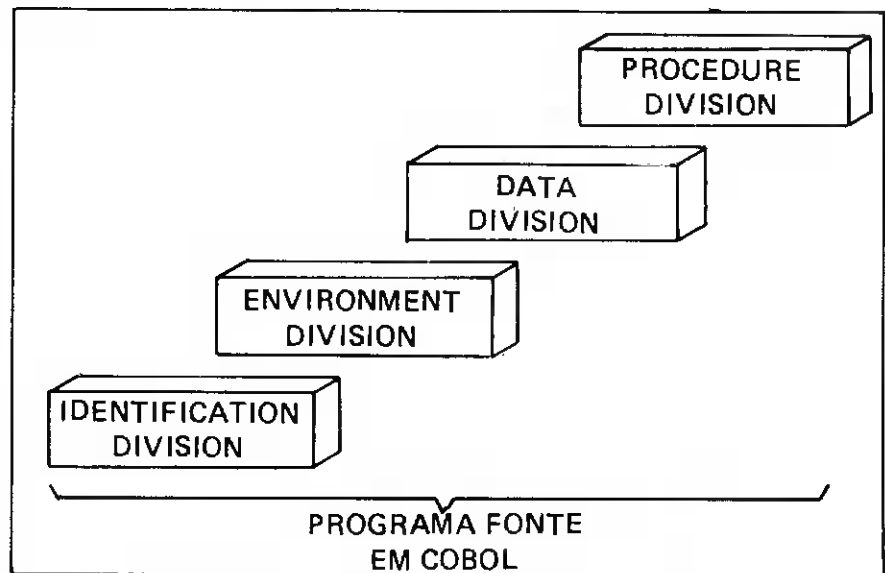 PROCEDURE
DIVISION
DATA
DIVISION
ENVIRONMENT
DIVISION
IDENTIFICATION
DIVISION
PROGRAMA FONTE
EM COBOL